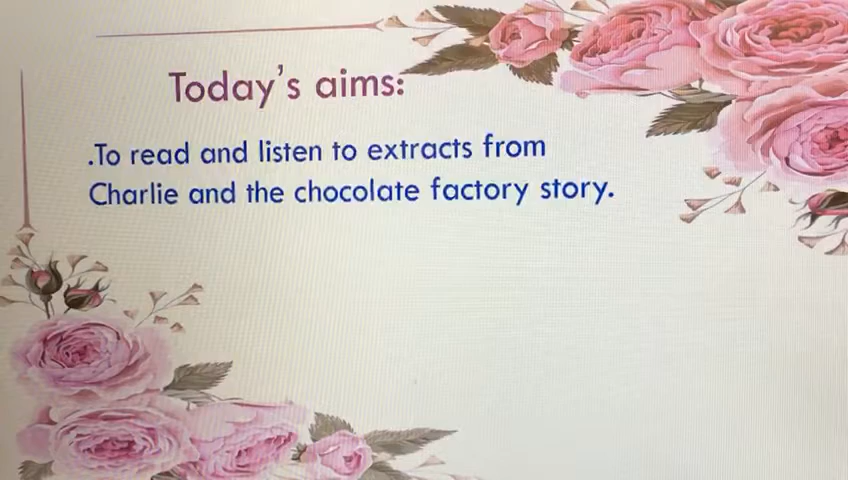 Today's aims:
.To read and listen to extracts from
Charlie and the chocolate factory story.